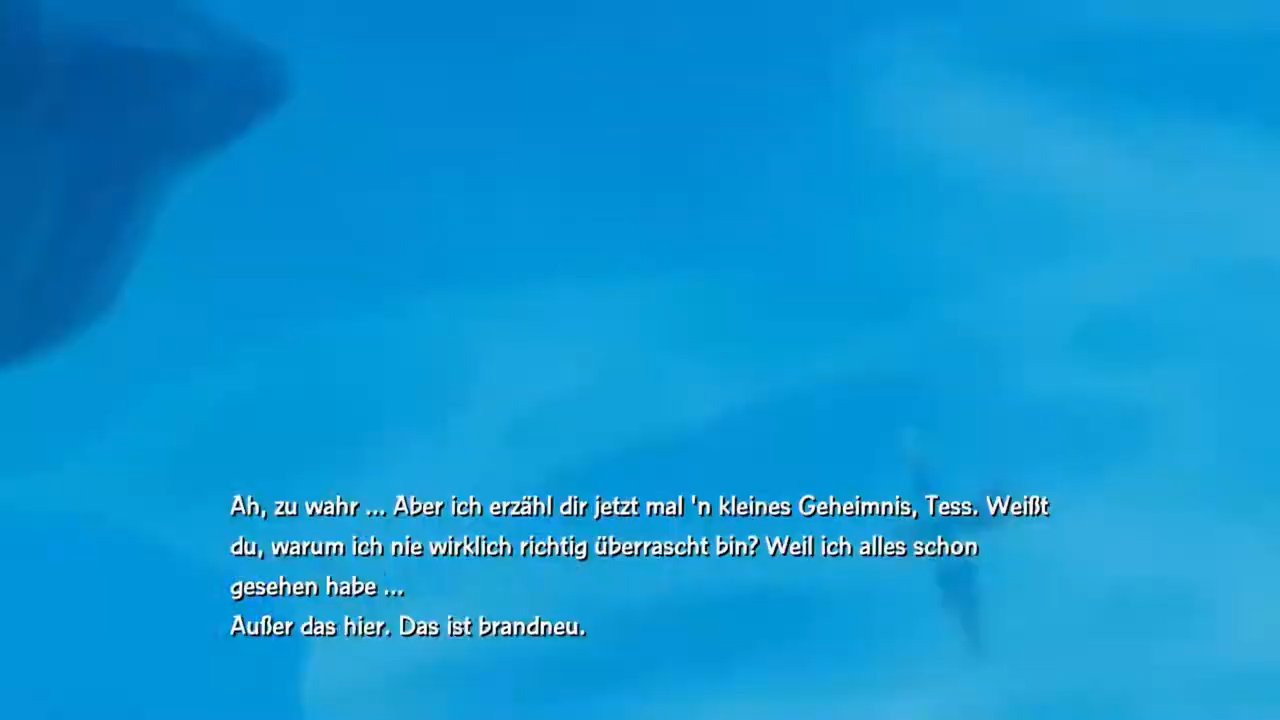 Ah, zu wahr ... Aber ich erzähl dir jetzt mal 'n kleines Geheimnis, Tess. Weißt
du, warum ich nie wirklich richtig überrascht bin? Weil ich alles schon
gesehen habe ...
Außer das hier. Das ist brandneu.